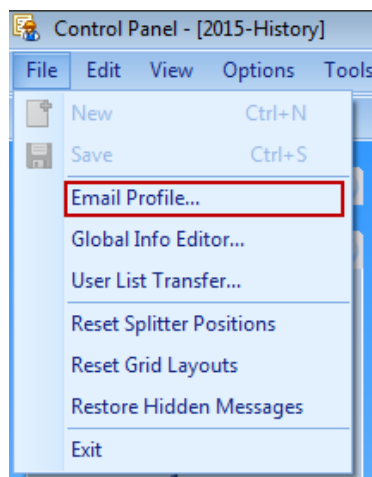 Control Panel - [2015-History]
File Edit View Options Tools
New Ctrl+N
Save Ctrl+S
Email Profile...
Global Info Editor...
User List Transfer...
Reset Splitter Positions
Reset Grid Layouts
Restore Hidden Messages
Exit